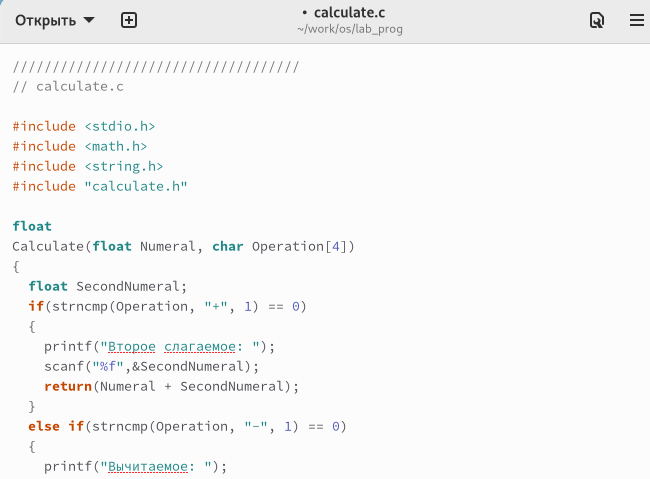 Открыть
• calculate.c
~/work/os/lab_prog
////////////////////////////////////
// calculate.c
#include <stdio.h>
#include <math.h>
#include <string.h>
#include "calculate.h"
float
Calculate(float Numeral, char Operation[4])
{
  float SecondNumeral;
  if(strncmp(Operation, "+", 1) == 0)
  {
    printf("Второе слагаемое: ");
    scanf("%f",&SecondNumeral);
    return(Numeral + SecondNumeral);
  }
  else if(strncmp(Operation, "-", 1) == 0)
  {
    printf("Вычитаемое: ");